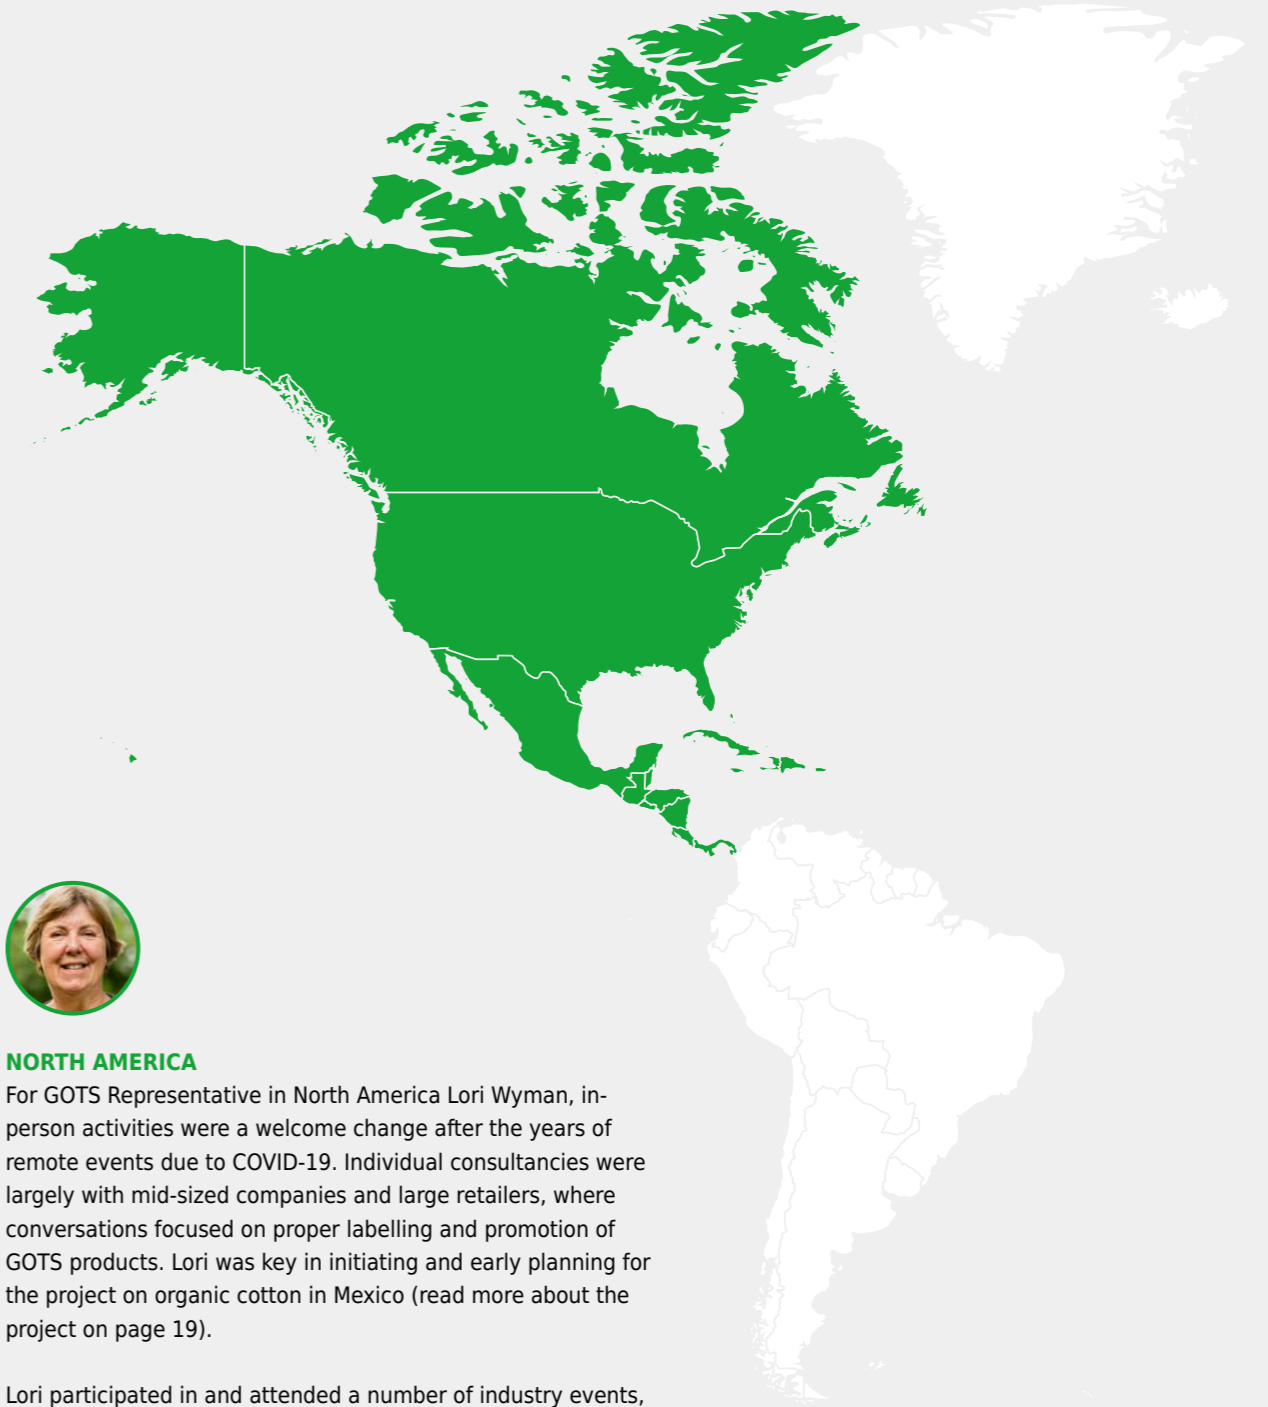 NORTH AMERICA
For GOTS Representative in North America Lori Wyman, in-
person activities were a welcome change after the years of
remote events due to COVID-19. Individual consultancies were
largely with mid-sized companies and large retailers, where
conversations focused on proper labelling and promotion of
GOTS products. Lori was key in initiating and early planning for
the project on organic cotton in Mexico (read more about the
project on page 19).
Lori participated in and attended a number of industry events,